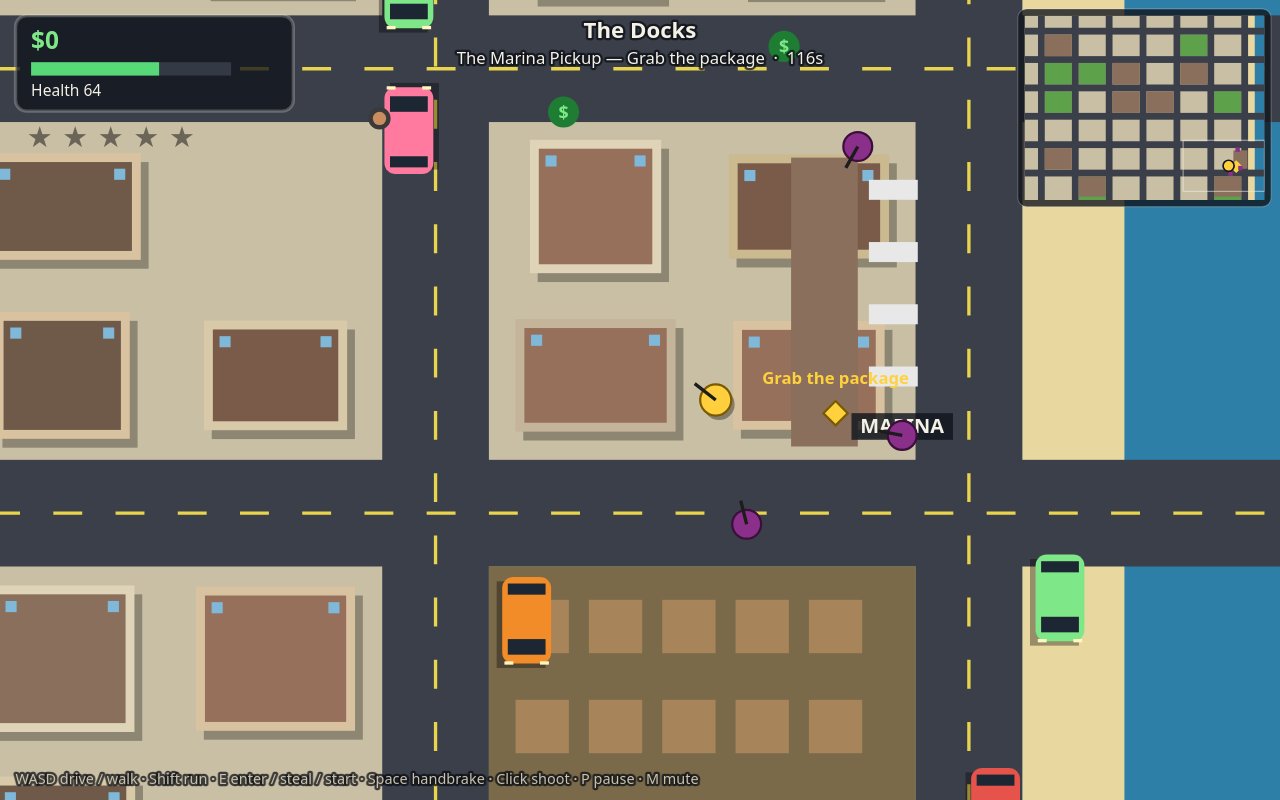 $0
Health 64
★ ★ ★ ★ ★
The Docks
The Marina Pickup — Grab the package · 116s
$
$
Grab the package
MARINA
WASD drive / walk · Shift run · E enter / steal / start · Space handbrake · Click shoot · P pause · M mute